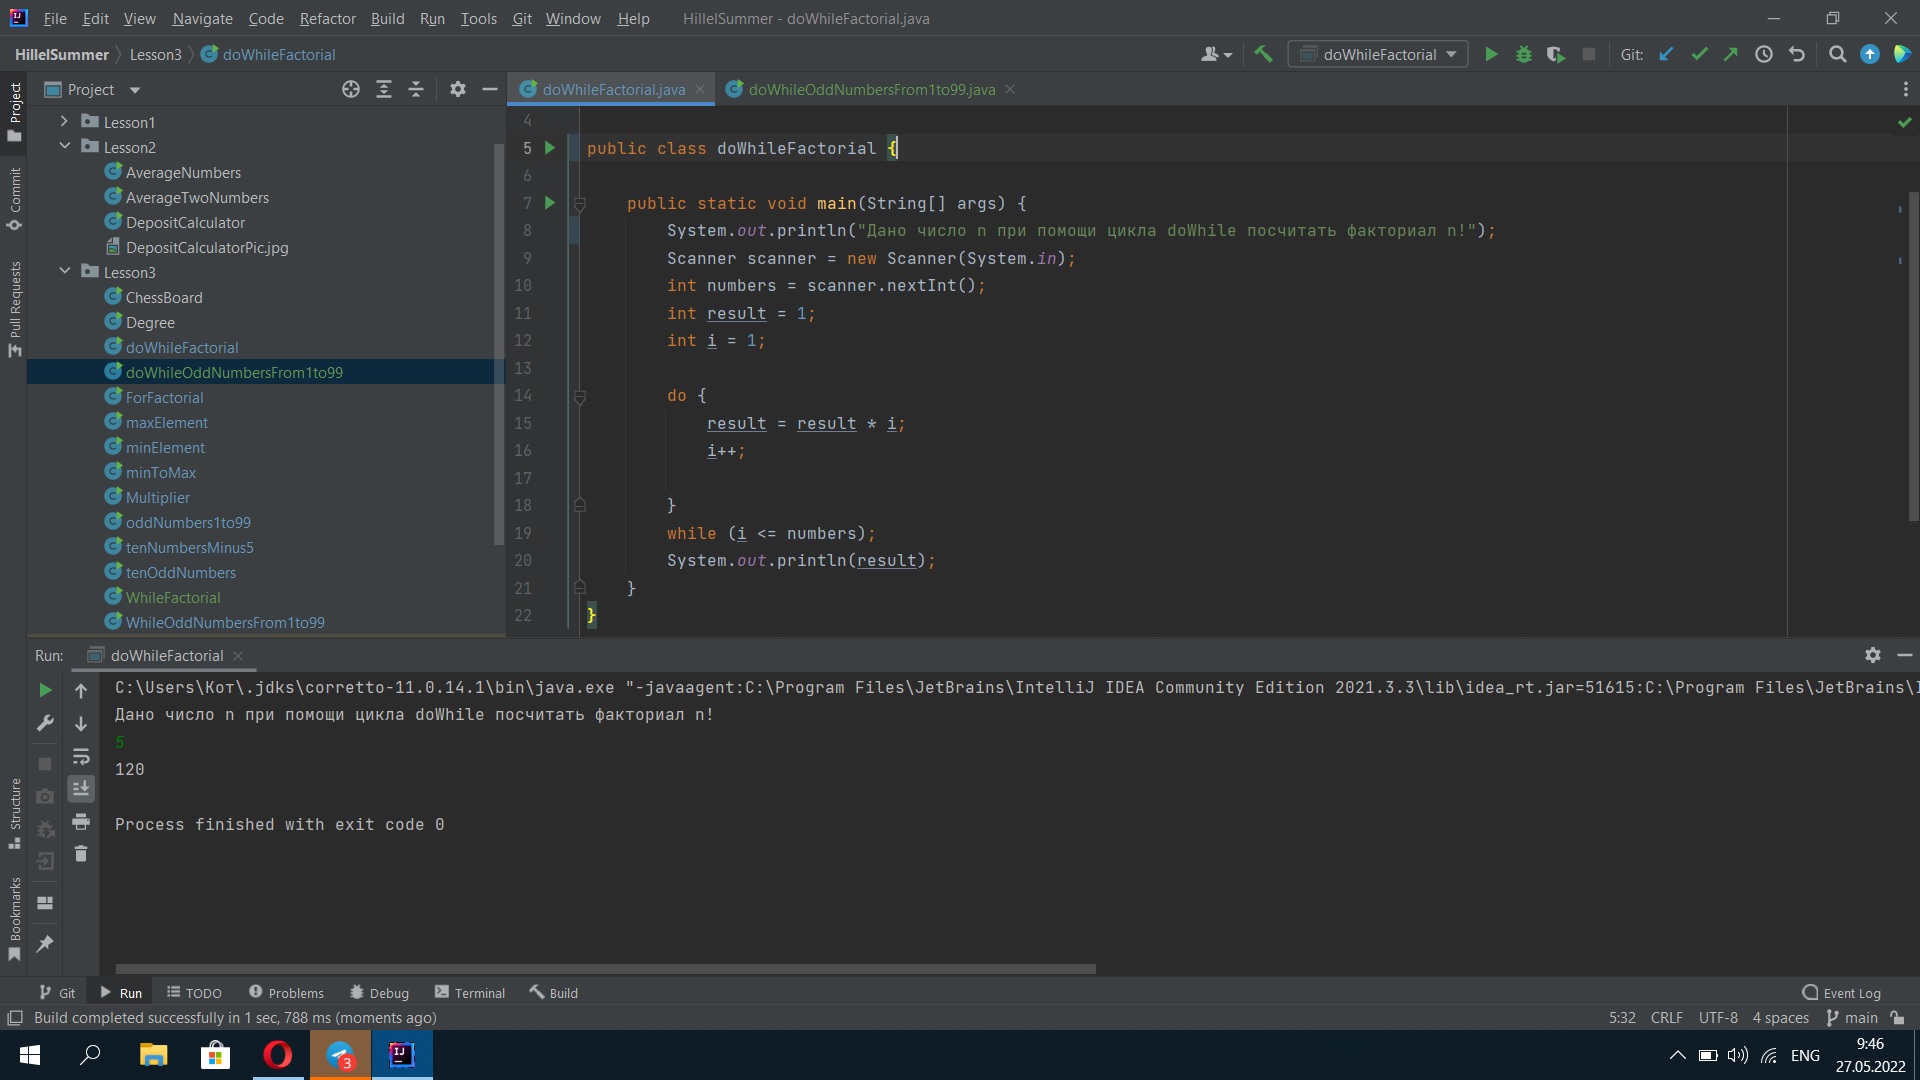 File Edit View Navigate Code Refactor Build Run Tools Git Window Help HillelSummer - doWhileFactorial.java
HillelSummer Lesson3 doWhileFactorial
doWhileFactorial Git:
Project
doWhileFactorial.java doWhileOddNumbersFrom1to99.java
Project
Commit
Pull Requests
Structure
Bookmarks
Lesson1
Lesson2
AverageNumbers
AverageTwoNumbers
DepositCalculator
DepositCalculatorPic.jpg
Lesson3
ChessBoard
Degree
doWhileFactorial
doWhileOddNumbersFrom1to99
ForFactorial
maxElement
minElement
minToMax
Multiplier
oddNumbers1to99
tenNumbersMinus5
tenOddNumbers
WhileFactorial
WhileOddNumbersFrom1to99
4
5 public class doWhileFactorial {
6
7 public static void main(String[] args) {
8 System.out.println("Дано число n при помощи цикла doWhile посчитать факториал n!");
9 Scanner scanner = new Scanner(System.in);
10 int numbers = scanner.nextInt();
11 int result = 1;
12 int i = 1;
13
14 do {
15 result = result * i;
16 i++;
17
18 }
19 while (i <= numbers);
20 System.out.println(result);
21 }
22 }
Run: doWhileFactorial
C:\Users\Кот\.jdks\corretto-11.0.14.1\bin\java.exe "-javaagent:C:\Program Files\JetBrains\IntelliJ IDEA Community Edition 2021.3.3\lib\idea_rt.jar=51615:C:\Program Files\JetBrains\I
Дано число n при помощи цикла doWhile посчитать факториал n!
5
120
Process finished with exit code 0
Git Run TODO Problems Debug Terminal Build Event Log
Build completed successfully in 1 sec, 788 ms (moments ago) 5:32 CRLF UTF-8 4 spaces main
3 IJ ENG 9:46
27.05.2022